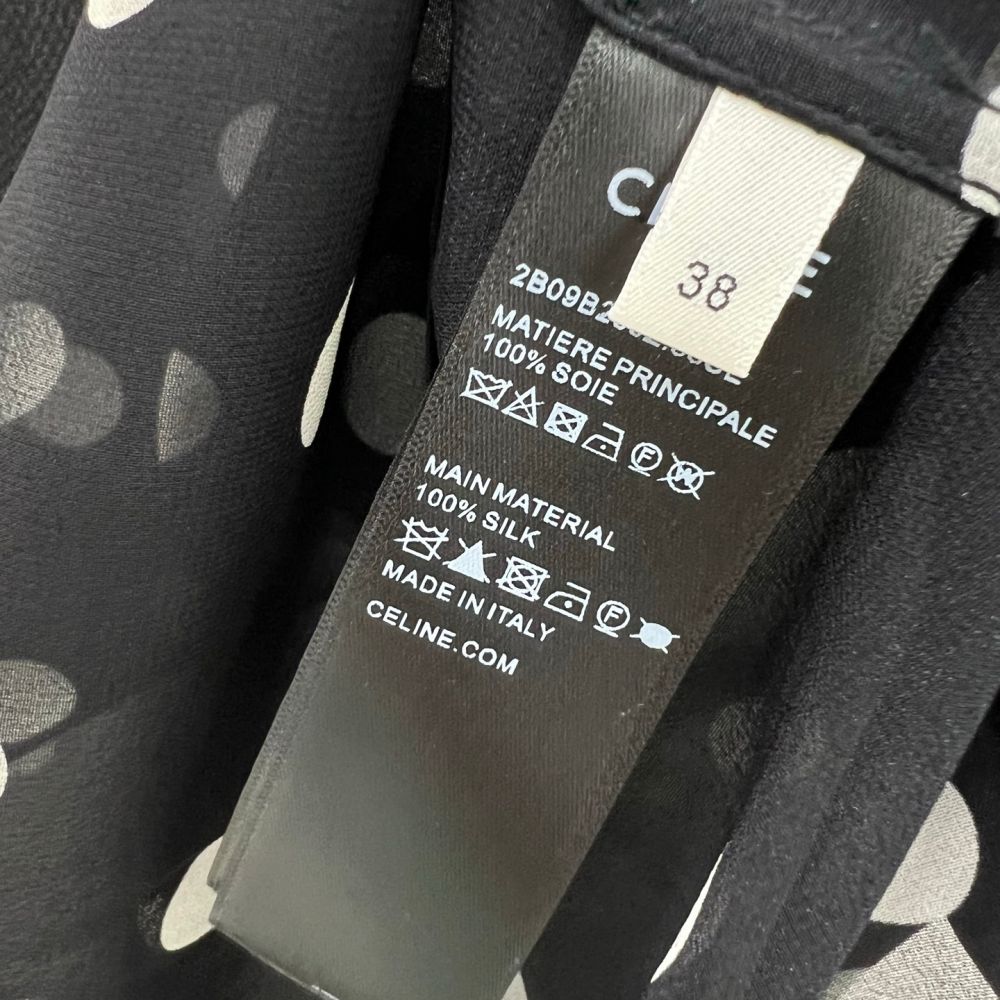 38
MATIERE PRINCIPALE
100% SOIE
F W
MAIN MATERIAL
100% SILK
F
MADE IN ITALY
CELINE.COM